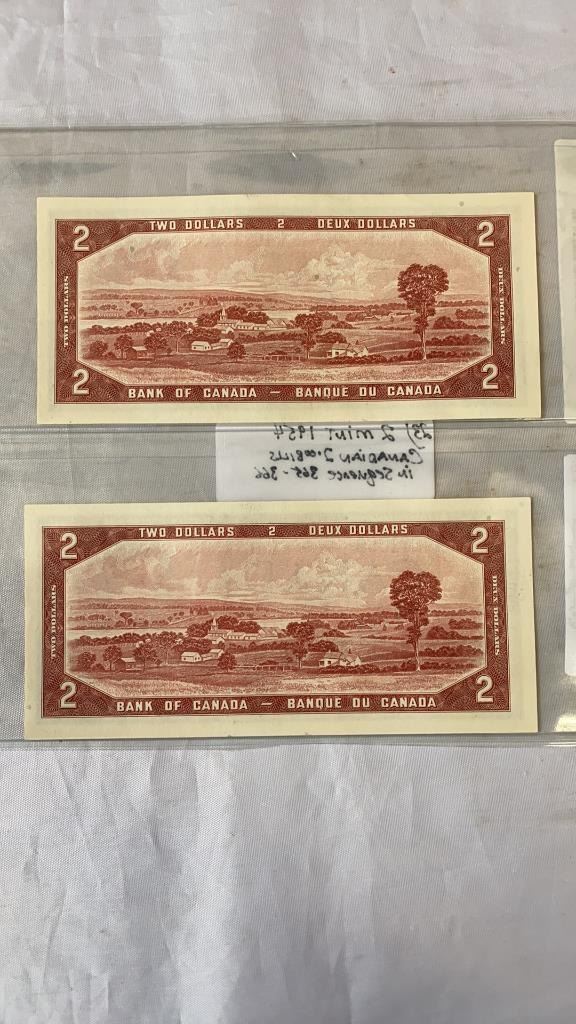 TWO DOLLARS 2 DEUX DOLLARS
2 2
TWO DOLLARS
DEUX DOLLARS
2 2
BANK OF CANADA — BANQUE DU CANADA
23) 2 MINT 1954
CANADIAN 2.00 BILLS
in Sequence 365-366
TWO DOLLARS 2 DEUX DOLLARS
2 2
TWO DOLLARS
DEUX DOLLARS
2 2
BANK OF CANADA — BANQUE DU CANADA